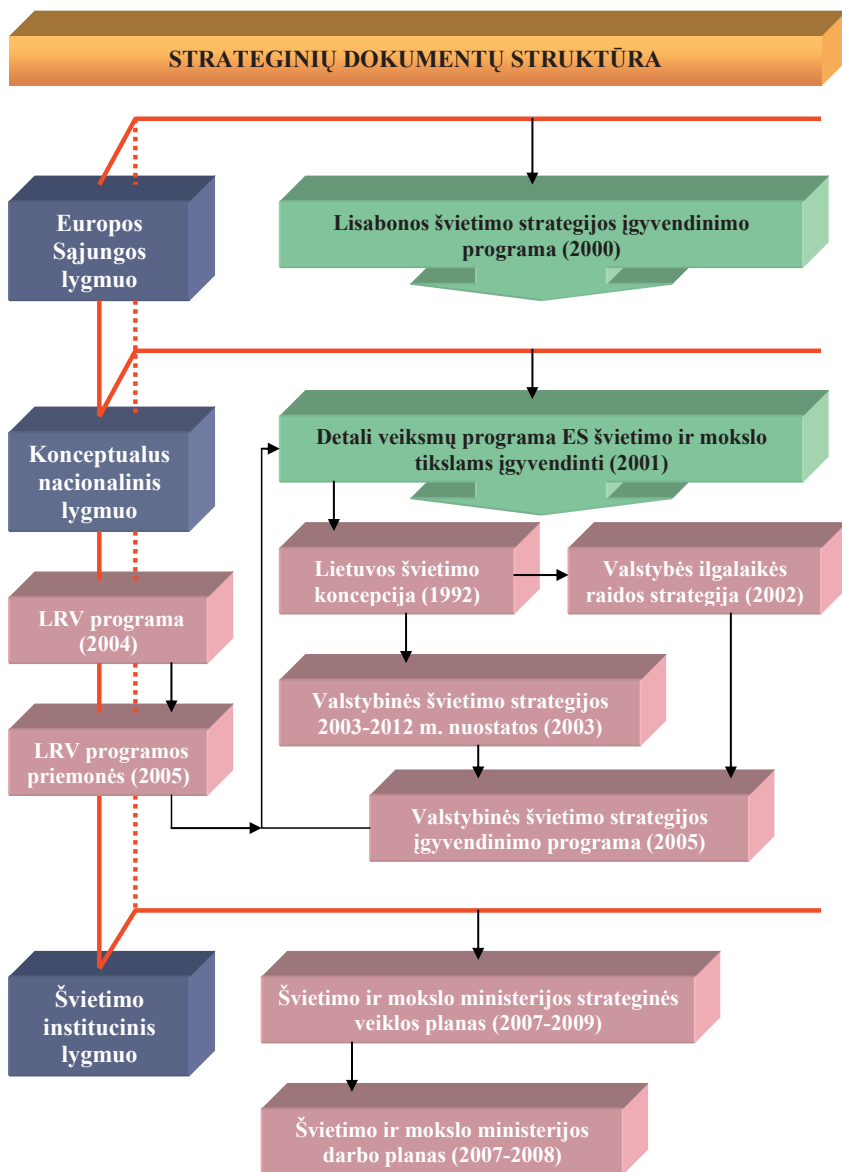 STRATEGINIŲ DOKUMENTŲ STRUKTŪRA
Europos
Sąjungos
lygmuo
Lisabonos švietimo strategijos įgyvendinimo
programa (2000)
Konceptualus
nacionalinis
lygmuo
Detali veiksmų programa ES švietimo ir mokslo
tikslams įgyvendinti (2001)
Lietuvos švietimo
koncepcija (1992)
Valstybės ilgalaikės
raidos strategija (2002)
LRV programa
(2004)
Valstybinės švietimo strategijos
2003-2012 m. nuostatos (2003)
LRV programos
priemonės (2005)
Valstybinės švietimo strategijos
įgyvendinimo programa (2005)
Švietimo
institucinis
lygmuo
Švietimo ir mokslo ministerijos strateginės
veiklos planas (2007-2009)
Švietimo ir mokslo ministerijos
darbo planas (2007-2008)